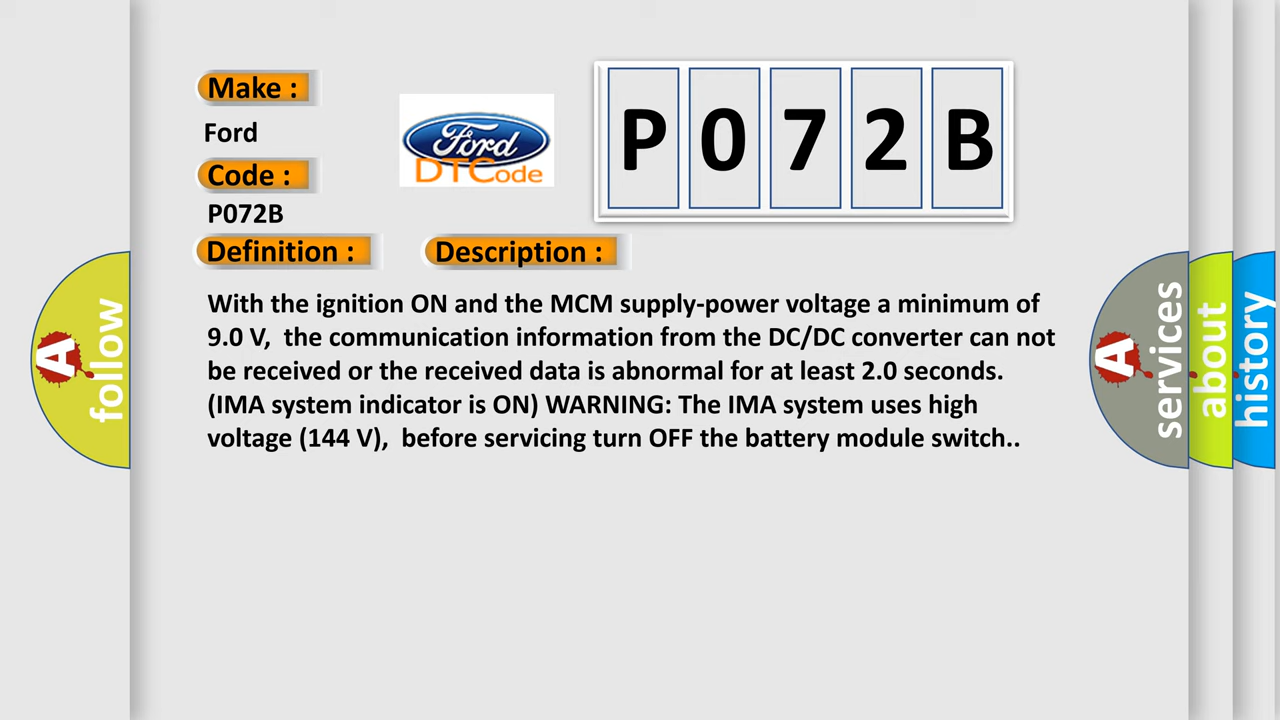 Make :
Ford
Code :
P072B
Definition :
Description :
Ford
DTCode
P072B
With the ignition ON and the MCM supply-power voltage a minimum of
9.0 V,  the communication information from the DC/DC converter can not
be received or the received data is abnormal for at least 2.0 seconds.
(IMA system indicator is ON) WARNING: The IMA system uses high
voltage (144 V),  before servicing turn OFF the battery module switch..
A
follow
A
services
about
history